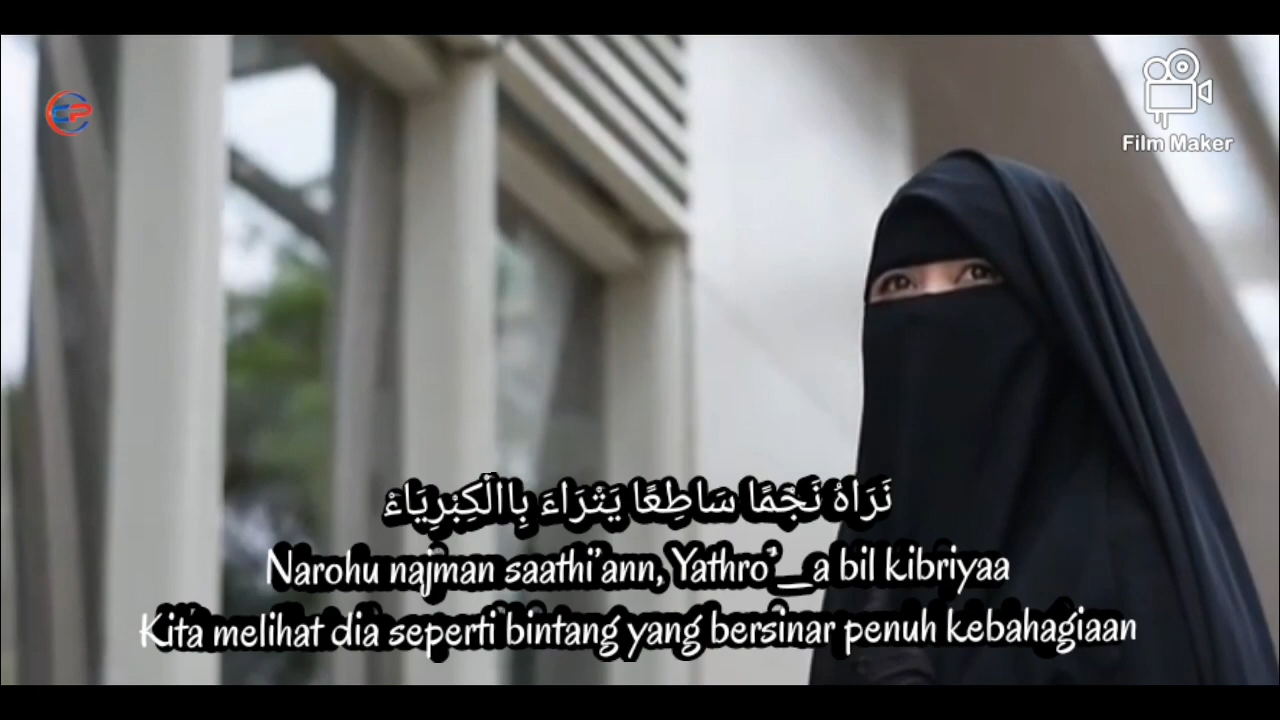 Film Maker
نَرَاهُ نَجْمًا سَاطِعًا يَثْرَاءَ بِاالْكِبْرِيَاءْ
Narohu najman saathi'ann, Yathro'_a bil kibriyaa
Kita melihat dia seperti bintang yang bersinar penuh kebahagiaan